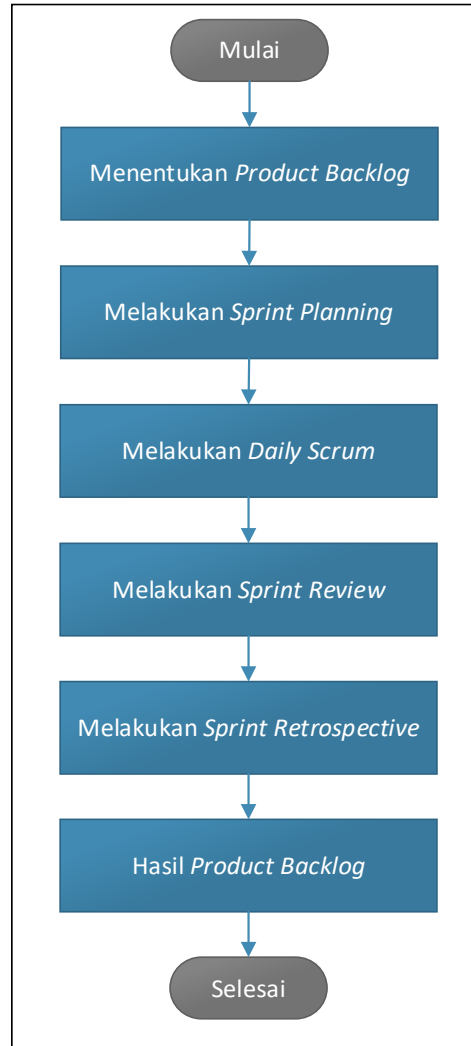 Mulai
Menentukan Product Backlog
Melakukan Sprint Planning
Melakukan Daily Scrum
Melakukan Sprint Review
Melakukan Sprint Retrospective
Hasil Product Backlog
Selesai